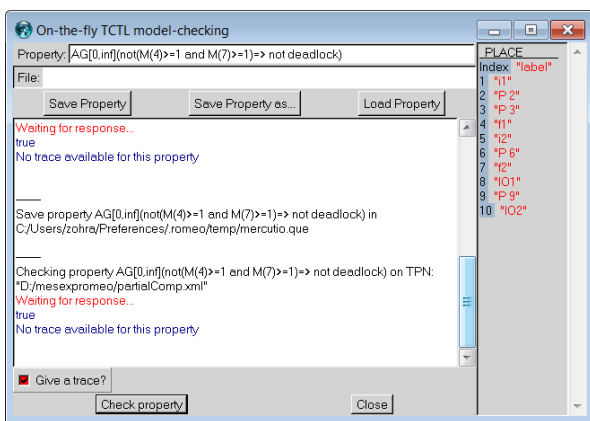 On-the-fly TCTL model-checking
Property: AG[0,inf](not(M(4)>=1 and M(7)>=1)=> not deadlock)
File:
Save Property Save Property as... Load Property
Waiting for response...
true
No trace available for this property
Save property AG[0,inf](not(M(4)>=1 and M(7)>=1)=> not deadlock) in
C:/Users/zohra/Preferences/.romeo/temp/mercutio.que
Checking property AG[0,inf](not(M(4)>=1 and M(7)>=1)=> not deadlock) on TPN:
"D:/mesexpromeo/partialComp.xml"
Waiting for response...
true
No trace available for this property
Give a trace?
Check property Close
PLACE
Index "label"
1 "i1"
2 "P 2"
3 "P 3"
4 "f1"
5 "i2"
6 "P 6"
7 "f2"
8 "IO1"
9 "P 9"
10 "IO2"